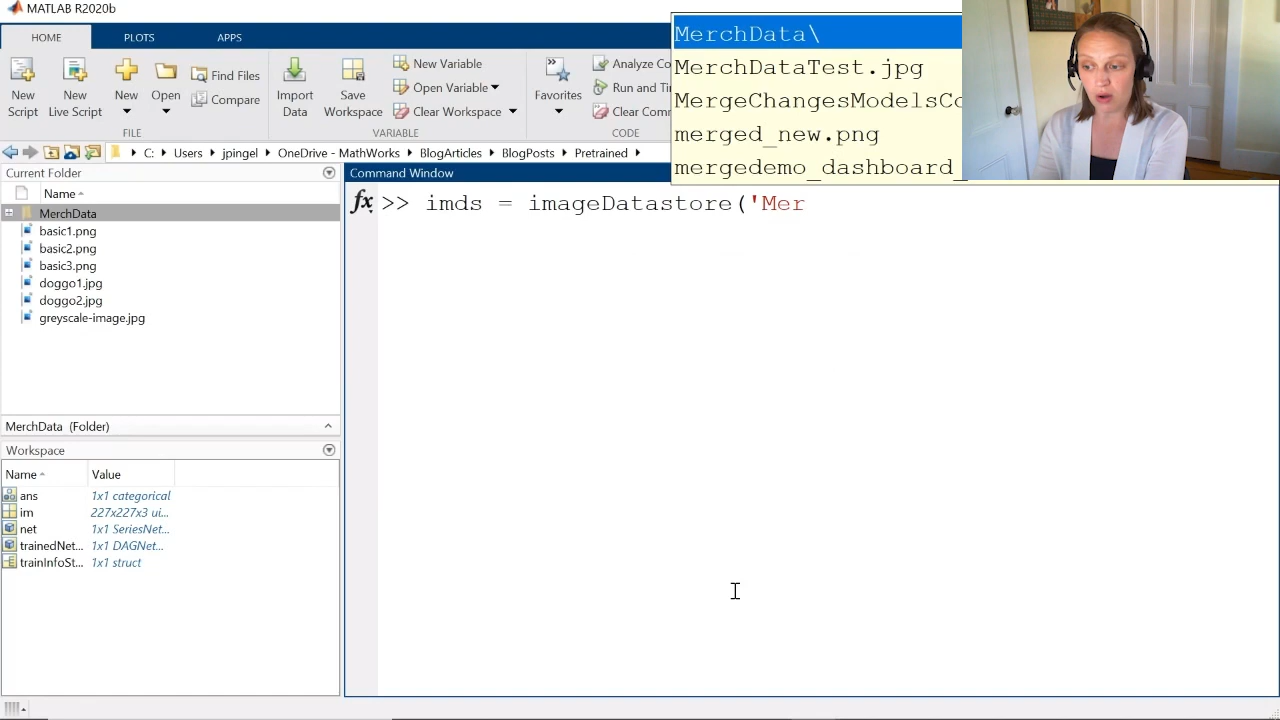 MATLAB R2020b
HOME PLOTS APPS
New Script
New Live Script
New
Open
Find Files
Compare
Import Data
Save Workspace
New Variable
Open Variable
Clear Workspace
Favorites
Analyze Co
Run and Ti
Clear Comm
FILE VARIABLE CODE
C: Users jpingel OneDrive - MathWorks BlogArticles BlogPosts Pretrained
MerchData\
MerchDataTest.jpg
MergeChangesModelsCo
merged_new.png
mergedemo_dashboard_
Current Folder
Name
MerchData
basic1.png
basic2.png
basic3.png
doggo1.jpg
doggo2.jpg
greyscale-image.jpg
MerchData (Folder)
Workspace
Name Value
ans 1x1 categorical
im 227x227x3 ui...
net 1x1 SeriesNet...
trainedNet... 1x1 DAGNet...
trainInfoSt... 1x1 struct
Command Window
fx >> imds = imageDatastore('Mer